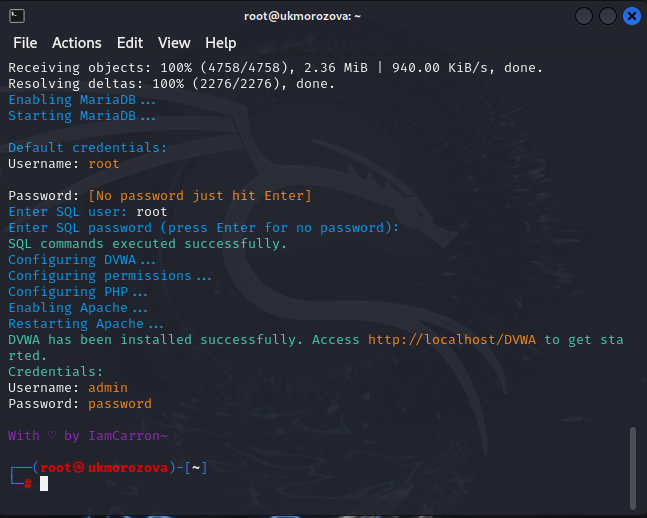 root@ukmorozova: ~
File Actions Edit View Help
Receiving objects: 100% (4758/4758), 2.36 MiB | 940.00 KiB/s, done.
Resolving deltas: 100% (2276/2276), done.
Enabling MariaDB...
Starting MariaDB...
Default credentials:
Username: root
Password: [No password just hit Enter]
Enter SQL user: root
Enter SQL password (press Enter for no password):
SQL commands executed successfully.
Configuring DVWA...
Configuring permissions...
Configuring PHP...
Enabling Apache...
Restarting Apache...
DVWA has been installed successfully. Access http://localhost/DVWA to get sta
rted.
Credentials:
Username: admin
Password: password
With ♡ by IamCarron~
┌──(root㉿ukmorozova)-[~]
└─#